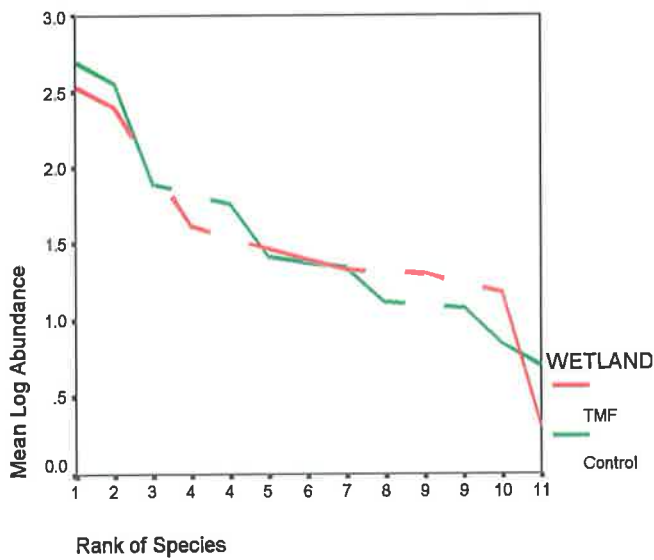 3.0
2.5
2.0
1.5
1.0
.5
0.0
Mean Log Abundance
1 2 3 4 4 5 6 7 8 9 9 10 11
Rank of Species
WETLAND
TMF
Control